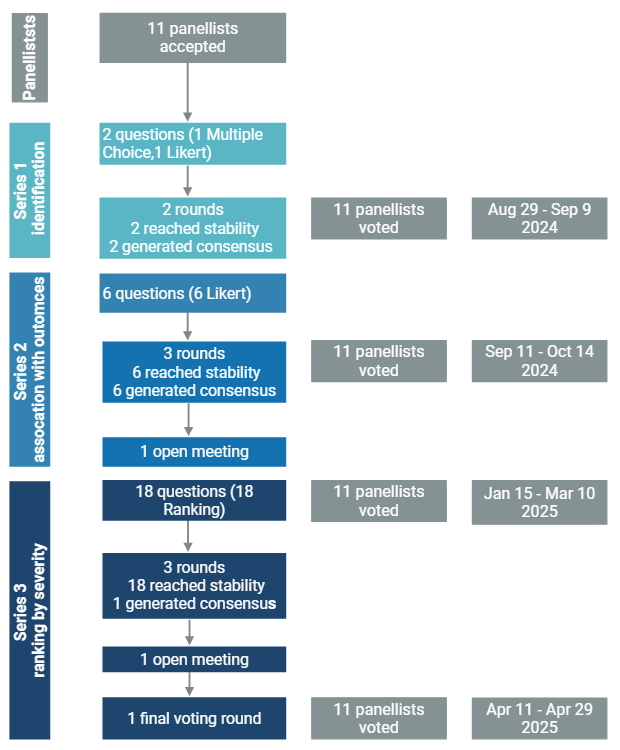 Panelliststs
11 panellists
accepted
Series 1
identification
2 questions (1 Multiple
Choice,1 Likert)
2 rounds
2 reached stability
2 generated consensus
11 panellists
voted
Aug 29 - Sep 9
2024
Series 2
assocation with outomces
6 questions (6 Likert)
3 rounds
6 reached stability
6 generated consensus
11 panellists
voted
Sep 11 - Oct 14
2024
1 open meeting
Series 3
ranking by severity
18 questions (18
Ranking)
11 panellists
voted
Jan 15 - Mar 10
2025
3 rounds
18 reached stability
1 generated consensus
1 open meeting
1 final voting round
11 panellists
voted
Apr 11 - Apr 29
2025